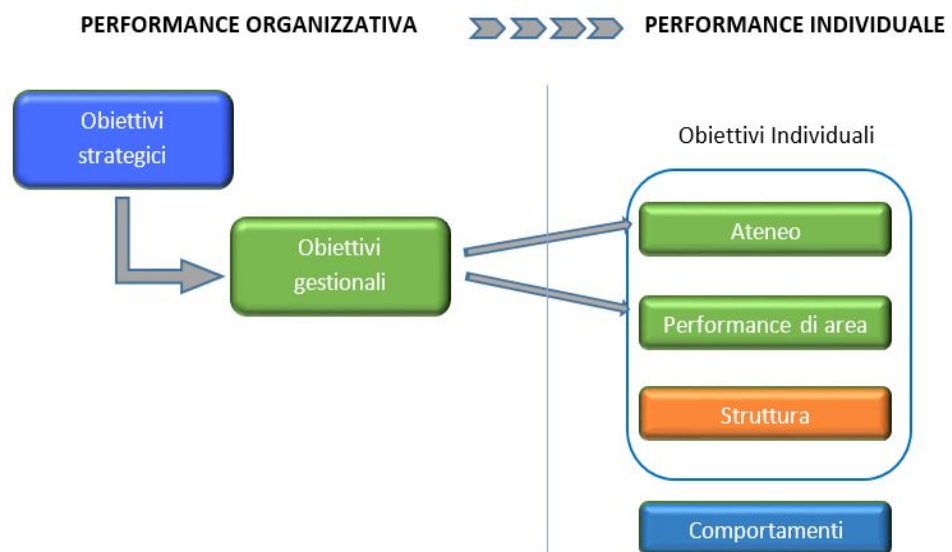 PERFORMANCE ORGANIZZATIVA
PERFORMANCE INDIVIDUALE
Obiettivi
strategici
Obiettivi
gestionali
Obiettivi Individuali
Ateneo
Performance di area
Struttura
Comportamenti